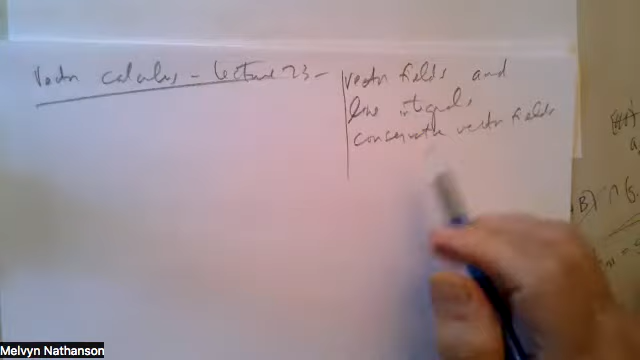 Vector calculus - Lecture 23 -
vector fields and
line integrals
conservative vector fields
B) ∩
Melvyn Nathanson